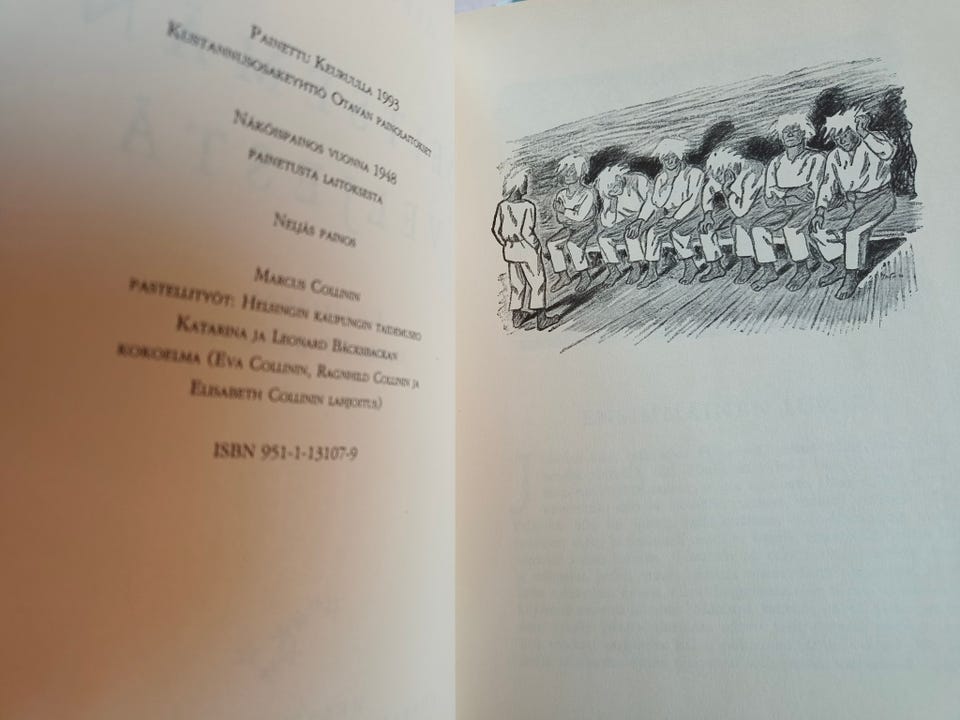 PAINETTU KEURUULLA 1993
KUSTANNUSOSAKEYHTIÖ OTAVAN PAINOLAITOKSET
NÄKÖISPAINOS VUONNA 1948
PAINETUSTA LAITOKSESTA
NELJÄS PAINOS
MARCUS COLLININ
PASTELLITYÖT: HELSINGIN KAUPUNGIN TAIDEMUSEO
KATARINA JA LEONARD BÄCKSBACKAN
KOKOELMA (EVA COLLININ, RAGNHILD COLLININ JA
ELISABETH COLLININ LAHJOITUS)
ISBN 951-1-13107-9